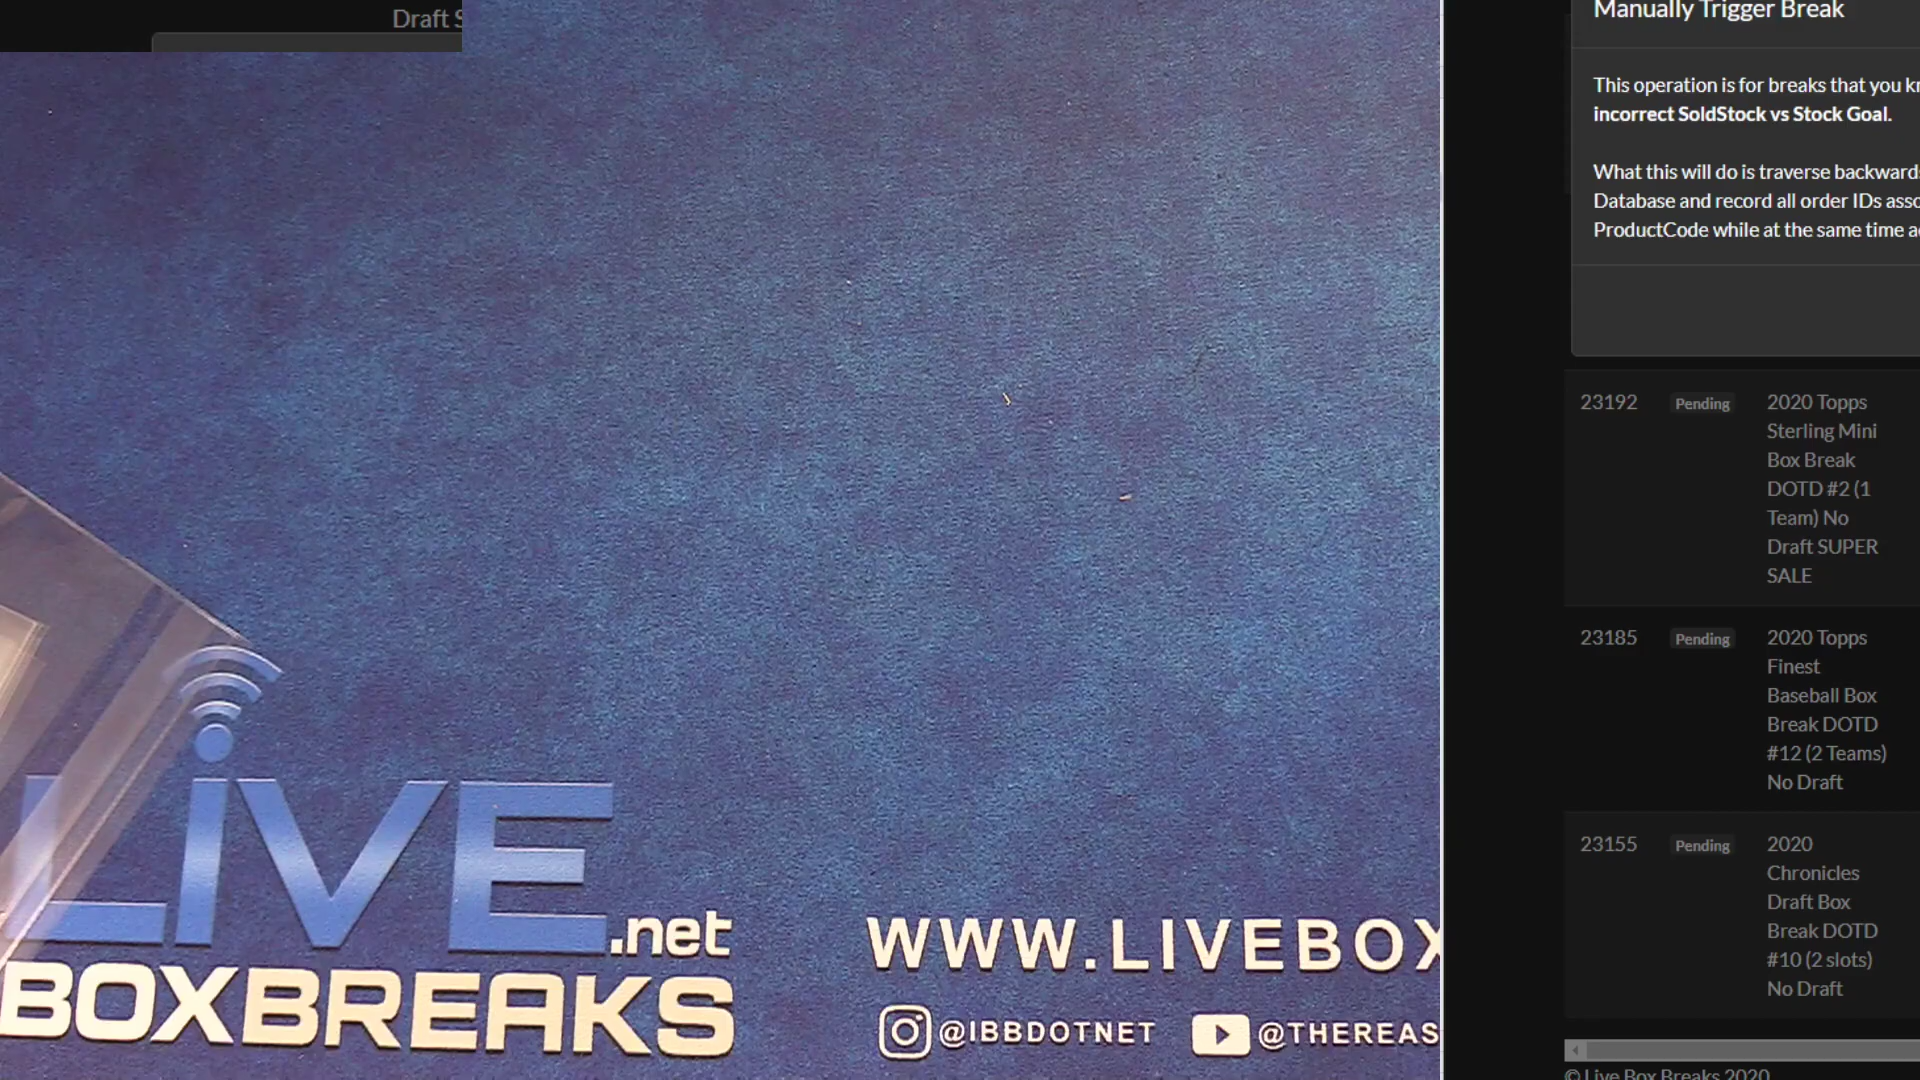 Draft S
Manually Trigger Break
This operation is for breaks that you
incorrect SoldStock vs Stock Goal.
What this will do is traverse backwards
Database and record all order IDs
ProductCode while at the same time
23192 Pending 2020 Topps
Sterling Mini
Box Break
DOTD #2 (1
Team) No
Draft SUPER
SALE
23185 Pending 2020 Topps
Finest
Baseball Box
Break DOTD
#12 (2 Teams)
No Draft
23155 Pending 2020
Chronicles
Draft Box
Break DOTD
#10 (2 slots)
No Draft
© Live Box Breaks 2020
LiVE
.net
BOXBREAKS
WWW.LIVEBOX
@IBBDOTNET @THEREAS